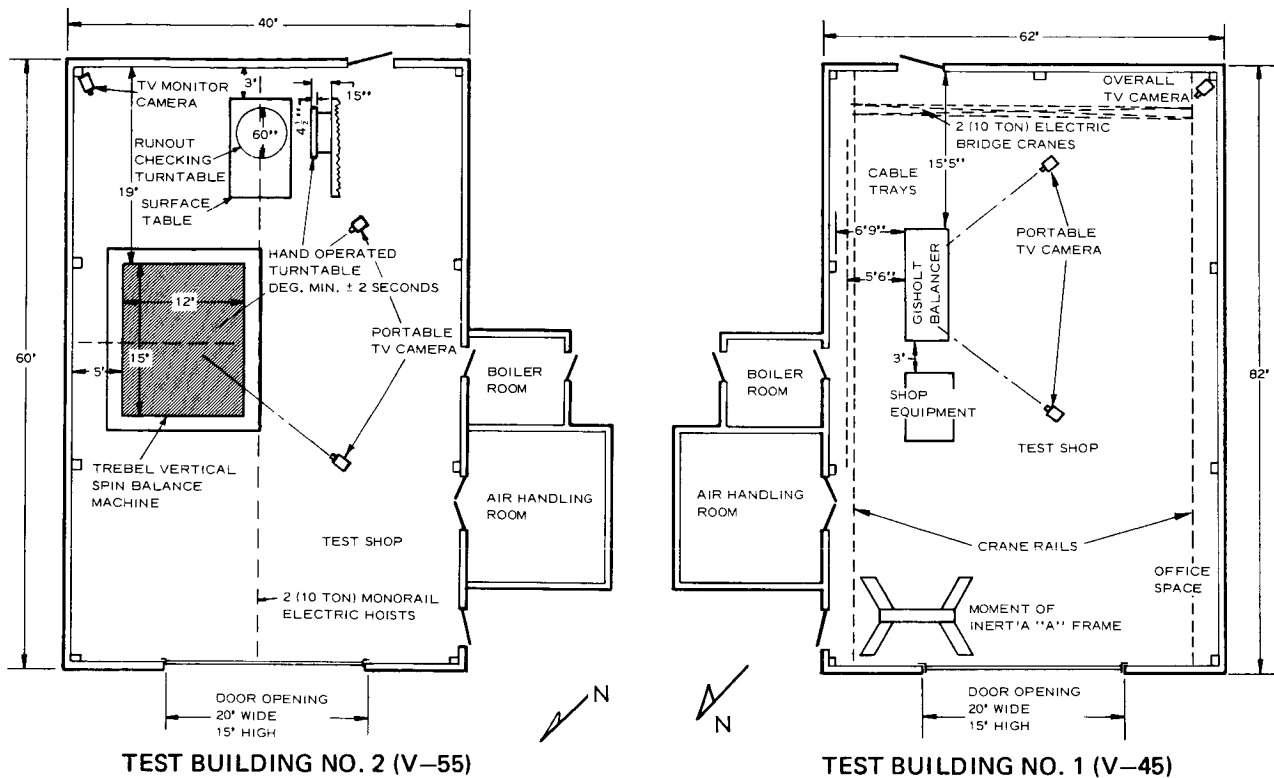 40'
TV MONITOR
CAMERA
3'
15''
4 1/2''
60''
RUNOUT
CHECKING
TURNTABLE
19'
SURFACE
TABLE
HAND OPERATED
TURNTABLE
DEG. MIN. ± 2 SECONDS
12'
15'
5'
60'
PORTABLE
TV CAMERA
BOILER
ROOM
TREBEL VERTICAL
SPIN BALANCE
MACHINE
AIR HANDLING
ROOM
TEST SHOP
2 (10 TON) MONORAIL
ELECTRIC HOISTS
DOOR OPENING
20' WIDE
15' HIGH
N
TEST BUILDING NO. 2 (V–55)
62'
OVERALL
TV CAMERA
2 (10 TON) ELECTRIC
BRIDGE CRANES
15'5''
CABLE
TRAYS
PORTABLE
TV CAMERA
6'9''
5'6''
GISHOLT
BALANCER
3'
82'
BOILER
ROOM
SHOP
EQUIPMENT
TEST SHOP
AIR HANDLING
ROOM
CRANE RAILS
OFFICE
SPACE
MOMENT OF
INERT'A "A" FRAME
DOOR OPENING
20' WIDE
15' HIGH
N
TEST BUILDING NO. 1 (V–45)